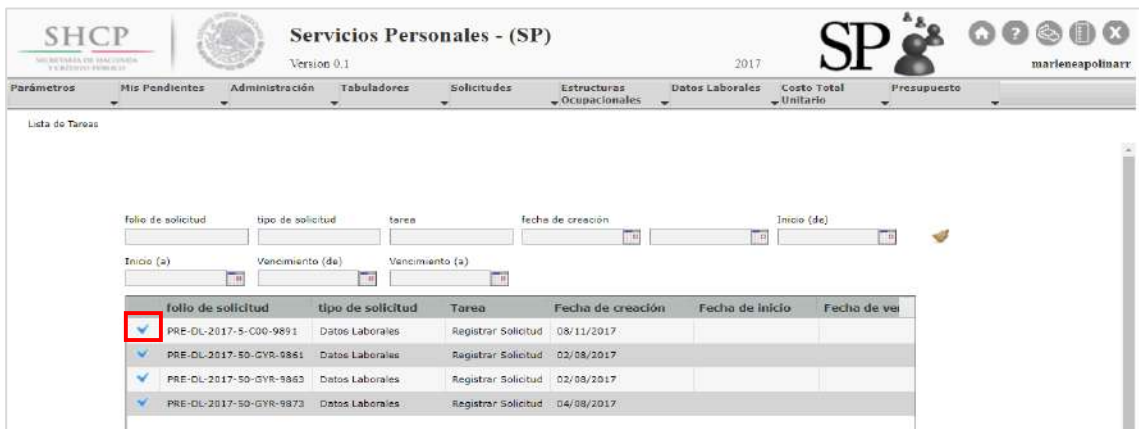 SHCP
SECRETARÍA DE HACIENDA
Y CRÉDITO PÚBLICO
Servicios Personales - (SP)
Version 0.1
2017
SP
marleneapolinarr
Parámetros Mis Pendientes Administración Tabuladores Solicitudes Estructuras Ocupacionales Datos Laborales Costo Total Unitario Presupuesto
Lista de Tareas
folio de solicitud tipo de solicitud tarea fecha de creación Inicio (de)
Inicio (a) Vencimiento (de) Vencimiento (a)
folio de solicitud tipo de solicitud Tarea Fecha de creación Fecha de inicio Fecha de ve
PRE-DL-2017-5-C00-9891 Datos Laborales Registrar Solicitud 08/11/2017
PRE-DL-2017-50-GYR-9861 Datos Laborales Registrar Solicitud 02/08/2017
PRE-DL-2017-50-GYR-9863 Datos Laborales Registrar Solicitud 02/08/2017
PRE-DL-2017-50-GYR-9873 Datos Laborales Registrar Solicitud 04/08/2017